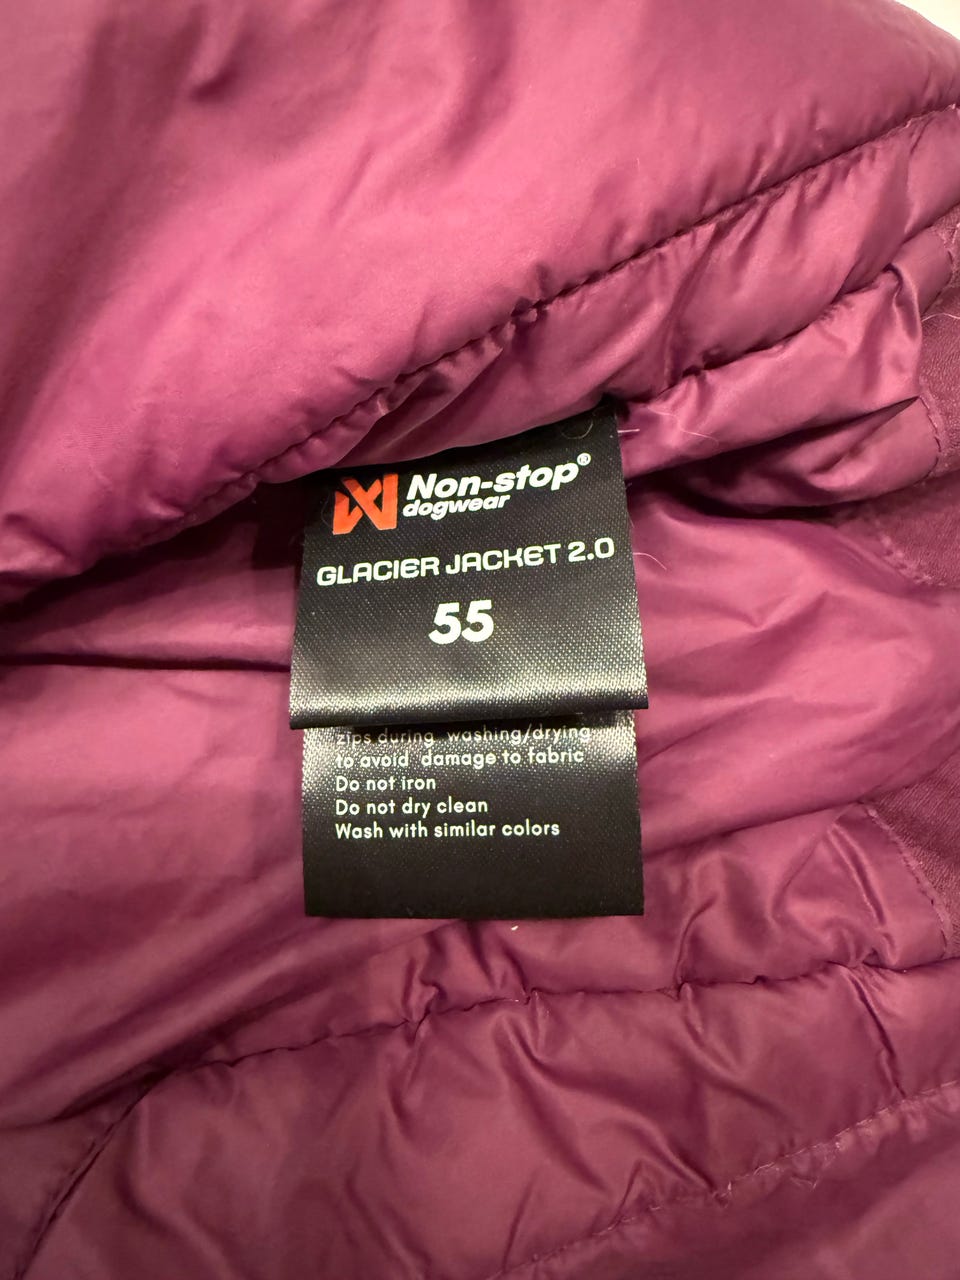 Non-stop®
dogwear
GLACIER JACKET 2.0
55
zips during washing/drying
to avoid damage to fabric
Do not iron
Do not dry clean
Wash with similar colors